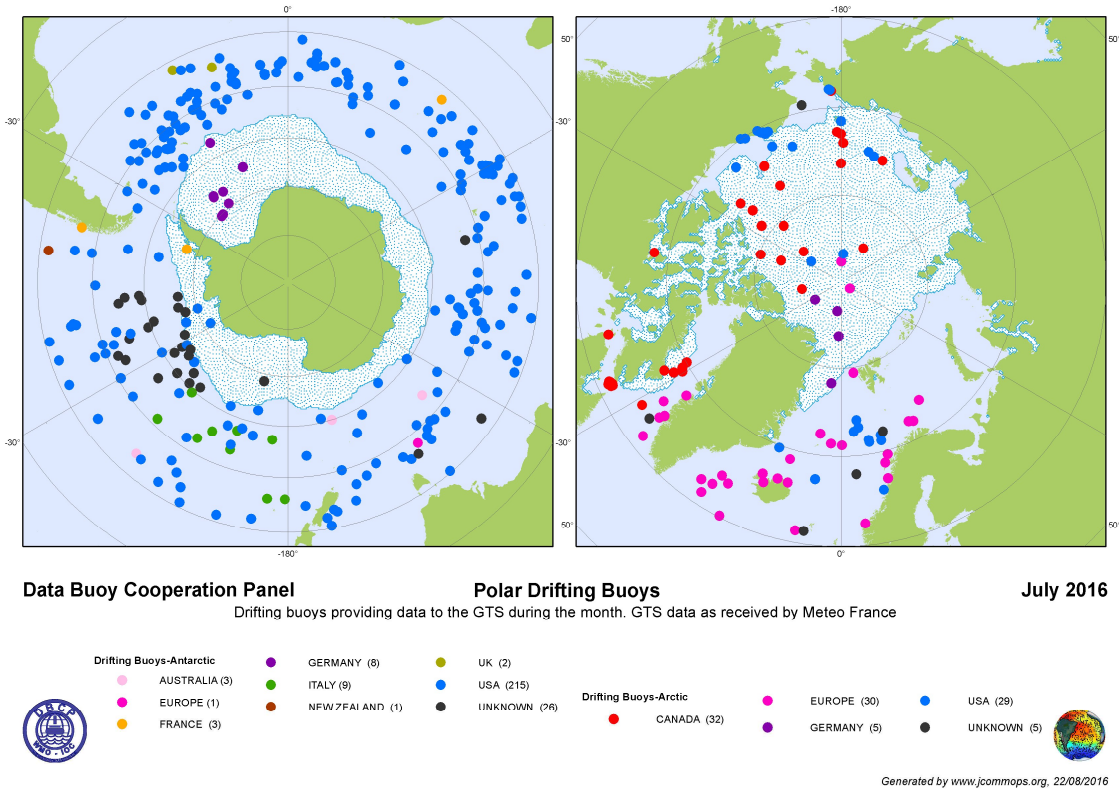 0°
-180°
50°
50°
-30°
-30°
-30°
-30°
-30°
-30°
50°
50°
-180°
0°
Data Buoy Cooperation Panel
Polar Drifting Buoys
July 2016
Drifting buoys providing data to the GTS during the month. GTS data as received by Meteo France
Drifting Buoys-Antarctic
AUSTRALIA (3)
EUROPE (1)
FRANCE (3)
GERMANY (8)
ITALY (9)
NEW ZEALAND (1)
UK (2)
USA (215)
UNKNOWN (26)
Drifting Buoys-Arctic
CANADA (32)
EUROPE (30)
GERMANY (5)
USA (29)
UNKNOWN (5)
DBCP
WMO - IOC
Generated by www.jcommops.org, 22/08/2016